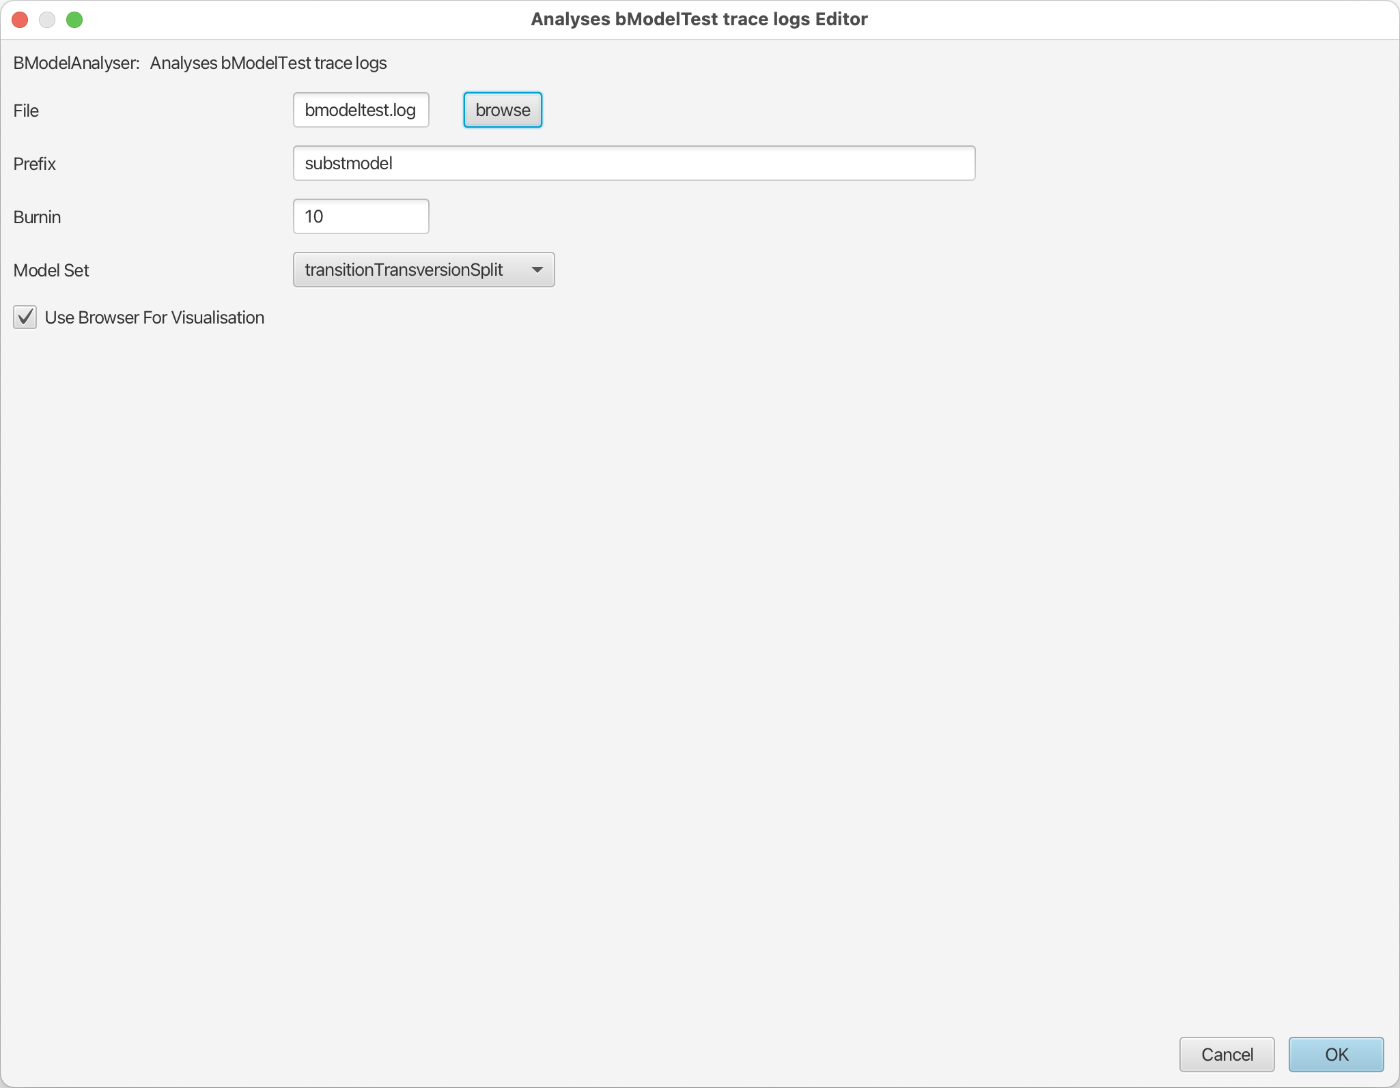 Analyses bModelTest trace logs Editor
BModelAnalyser: Analyses bModelTest trace logs
File bmodeltest.log browse
Prefix substmodel
Burnin 10
Model Set transitionTransversionSplit
Use Browser For Visualisation
Cancel OK